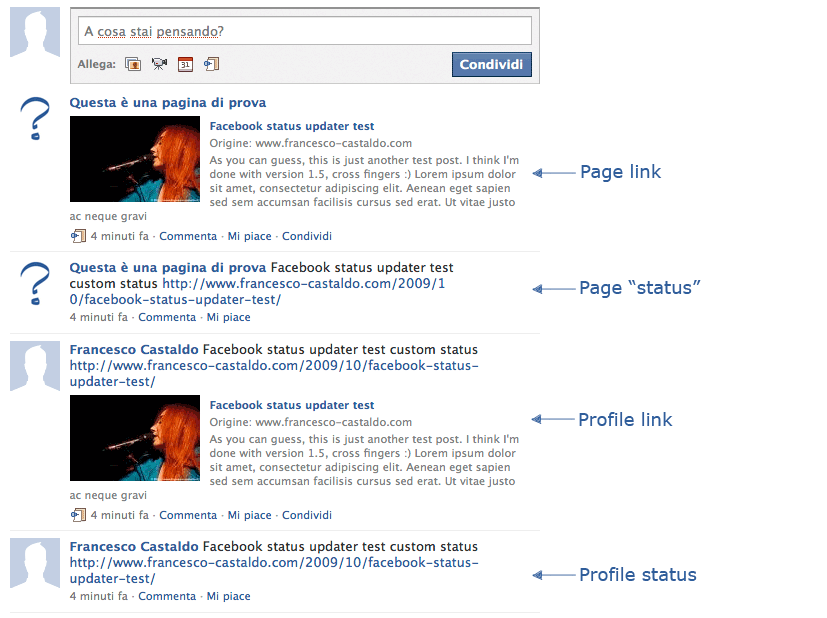 A cosa stai pensando?
Allega: 31 Condividi
Questa è una pagina di prova
Facebook status updater test
Origine: www.francesco-castaldo.com
As you can guess, this is just another test post. I think I'm
done with version 1.5, cross fingers :) Lorem ipsum dolor
sit amet, consectetur adipiscing elit. Aenean eget sapien
sed sem accumsan facilisis cursus sed erat. Ut vitae justo
ac neque gravi
4 minuti fa · Commenta · Mi piace · Condividi
Page link
Questa è una pagina di prova Facebook status updater test
custom status http://www.francesco-castaldo.com/2009/1
0/facebook-status-updater-test/
4 minuti fa · Commenta · Mi piace
Page “status”
Francesco Castaldo Facebook status updater test custom status
http://www.francesco-castaldo.com/2009/10/facebook-status-
updater-test/
Facebook status updater test
Origine: www.francesco-castaldo.com
As you can guess, this is just another test post. I think I'm
done with version 1.5, cross fingers :) Lorem ipsum dolor
sit amet, consectetur adipiscing elit. Aenean eget sapien
sed sem accumsan facilisis cursus sed erat. Ut vitae justo
ac neque gravi
4 minuti fa · Commenta · Mi piace · Condividi
Profile link
Francesco Castaldo Facebook status updater test custom status
http://www.francesco-castaldo.com/2009/10/facebook-status-
updater-test/
4 minuti fa · Commenta · Mi piace
Profile status